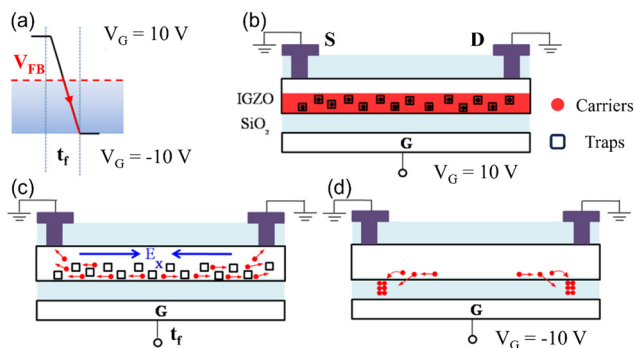 (a)
V_G = 10 V
V_FB
t_f
V_G = -10 V
(b)
S
D
IGZO
SiO₂
G
V_G = 10 V
Carriers
Traps
(c)
E_x
G
t_f
(d)
G
V_G = -10 V